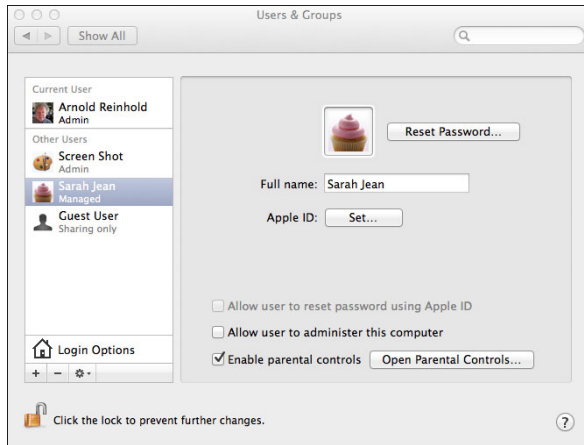 Users & Groups
Show All
Current User
Arnold Reinhold
Admin
Other Users
Screen Shot
Admin
Sarah Jean
Managed
Guest User
Sharing only
Login Options
Reset Password...
Full name: Sarah Jean
Apple ID: Set...
Allow user to reset password using Apple ID
Allow user to administer this computer
Enable parental controls Open Parental Controls...
Click the lock to prevent further changes.
?